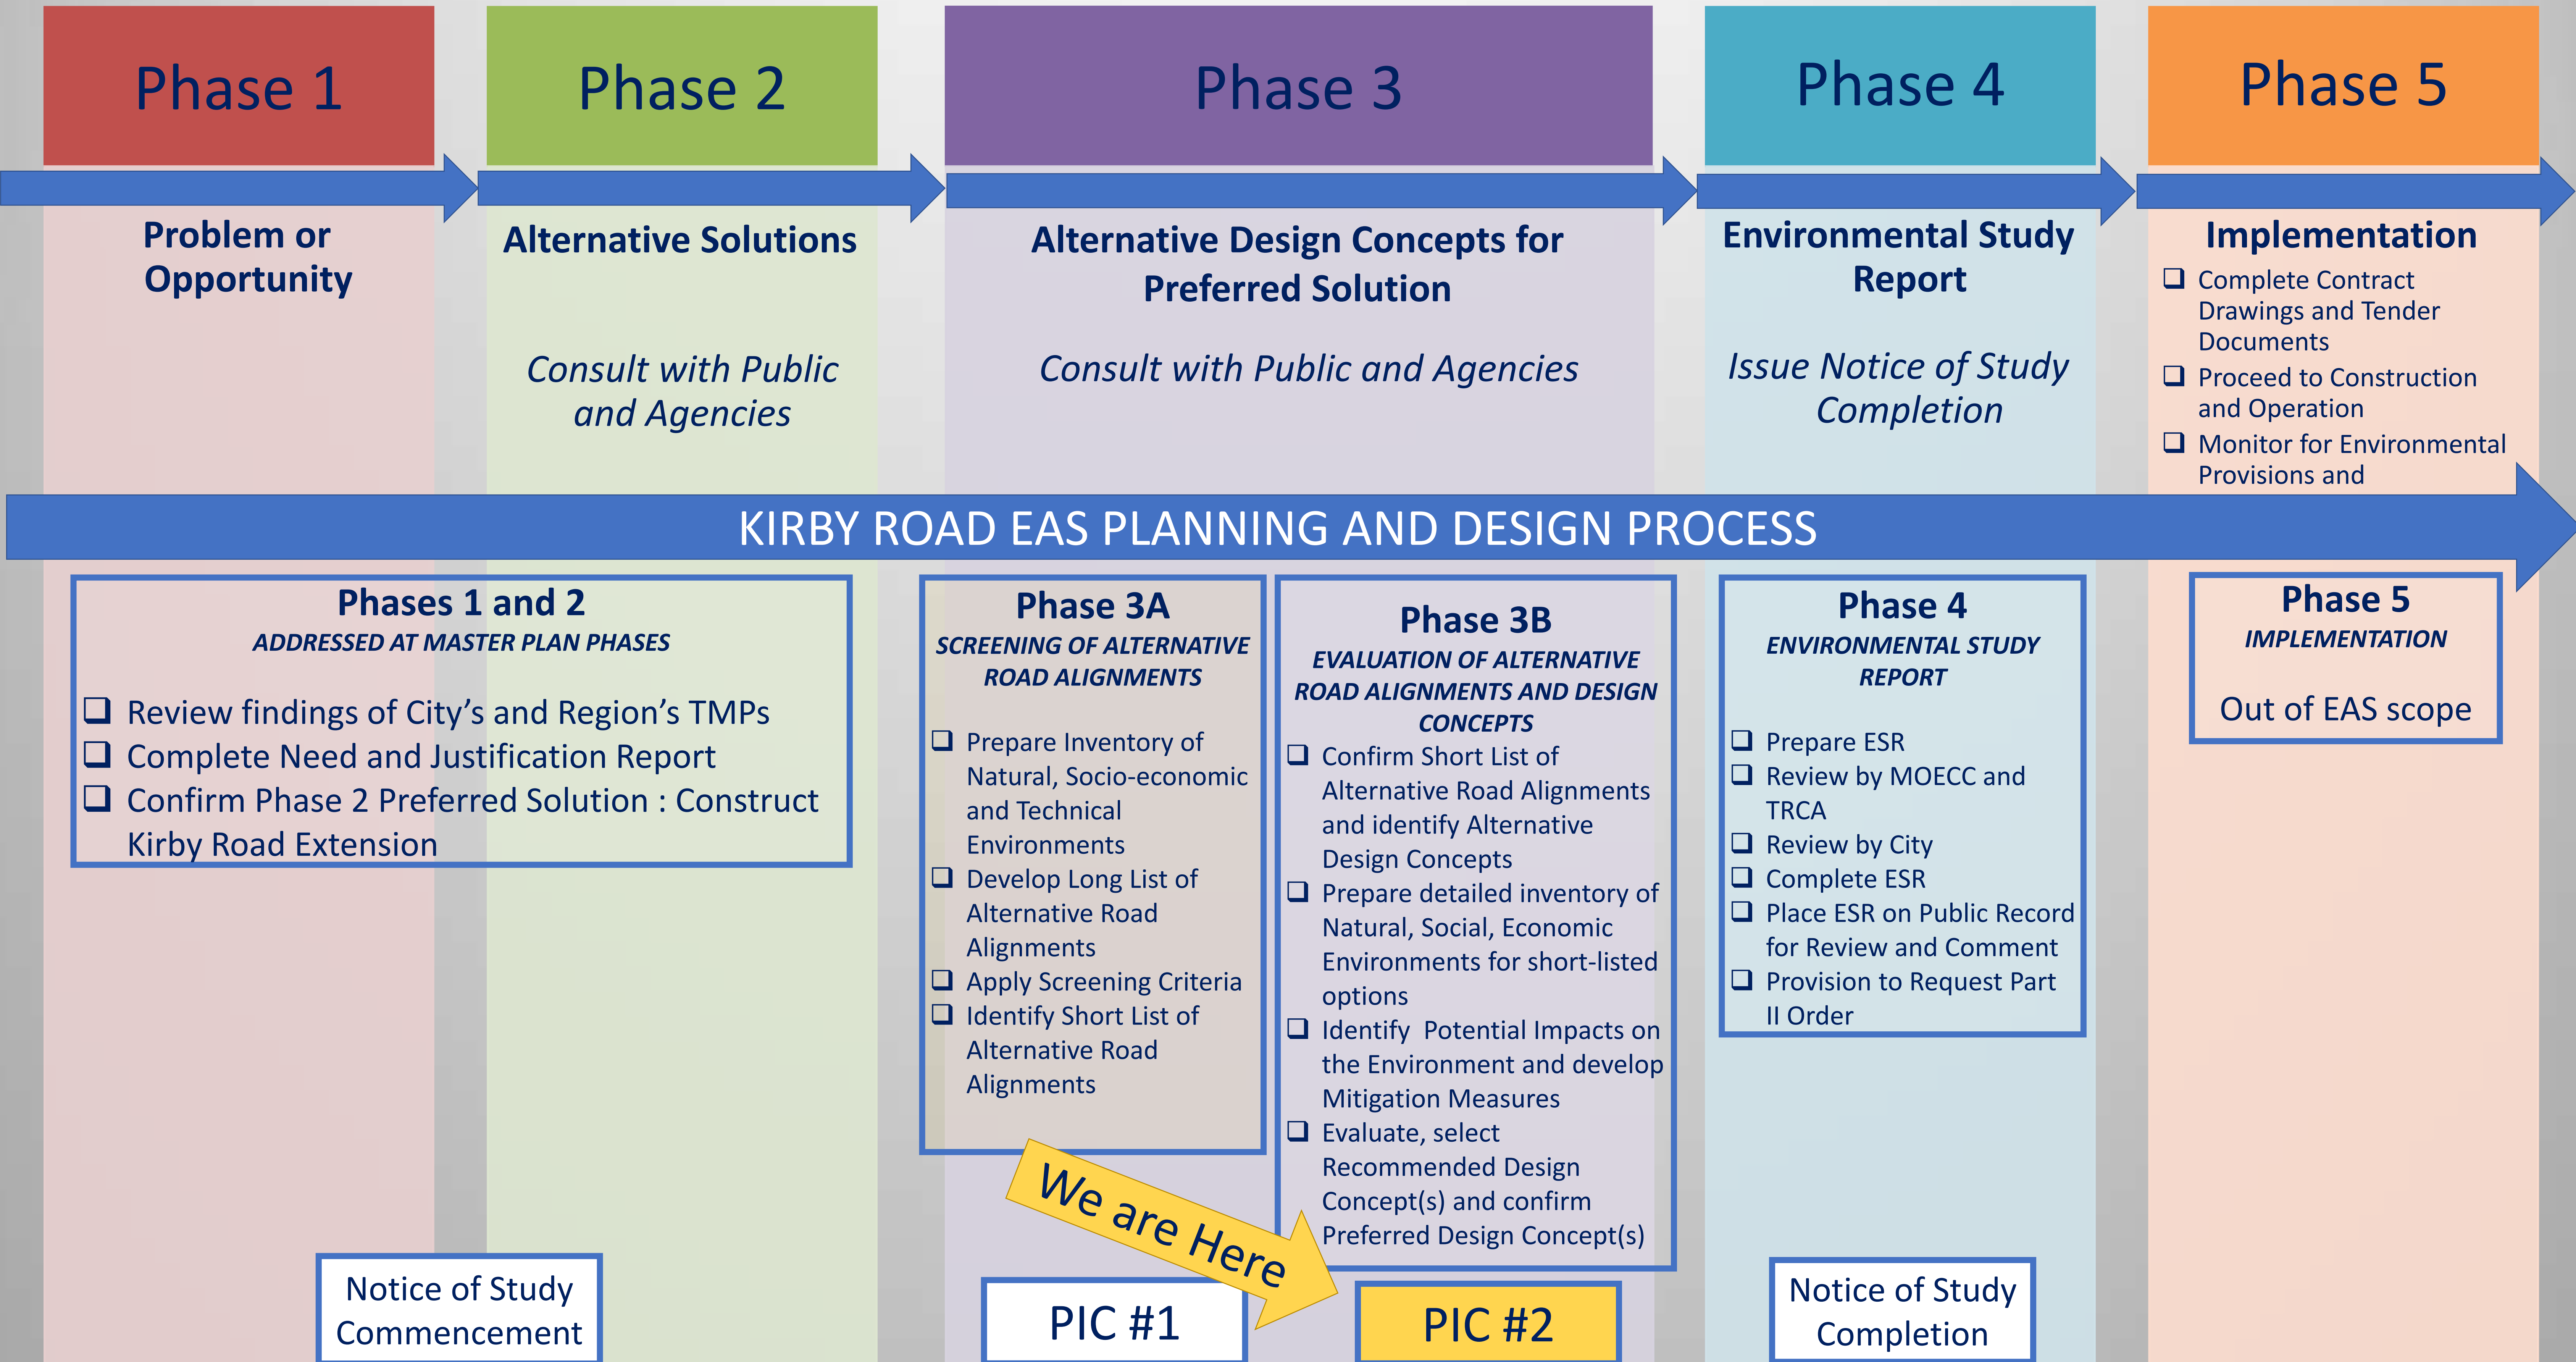 Phase 1
Phase 2
Phase 3
Phase 4
Phase 5
Problem or
Opportunity
Alternative Solutions
Consult with Public
and Agencies
Alternative Design Concepts for
Preferred Solution
Consult with Public and Agencies
Environmental Study
Report
Issue Notice of Study
Completion
Implementation
❑ Complete Contract
Drawings and Tender
Documents
❑ Proceed to Construction
and Operation
❑ Monitor for Environmental
Provisions and
KIRBY ROAD EAS PLANNING AND DESIGN PROCESS
Phases 1 and 2
ADDRESSED AT MASTER PLAN PHASES
❑ Review findings of City's and Region's TMPs
❑ Complete Need and Justification Report
❑ Confirm Phase 2 Preferred Solution : Construct
Kirby Road Extension
Phase 3A
SCREENING OF ALTERNATIVE
ROAD ALIGNMENTS
❑ Prepare Inventory of
Natural, Socio-economic
and Technical
Environments
❑ Develop Long List of
Alternative Road
Alignments
❑ Apply Screening Criteria
❑ Identify Short List of
Alternative Road
Alignments
Phase 3B
EVALUATION OF ALTERNATIVE
ROAD ALIGNMENTS AND DESIGN
CONCEPTS
❑ Confirm Short List of
Alternative Road Alignments
and identify Alternative
Design Concepts
❑ Prepare detailed inventory of
Natural, Social, Economic
Environments for short-listed
options
❑ Identify Potential Impacts on
the Environment and develop
Mitigation Measures
❑ Evaluate, select
Recommended Design
Concept(s) and confirm
Preferred Design Concept(s)
Phase 4
ENVIRONMENTAL STUDY
REPORT
❑ Prepare ESR
❑ Review by MOECC and
TRCA
❑ Review by City
❑ Complete ESR
❑ Place ESR on Public Record
for Review and Comment
❑ Provision to Request Part
II Order
Phase 5
IMPLEMENTATION
Out of EAS scope
We are Here
Notice of Study
Commencement
PIC #1
PIC #2
Notice of Study
Completion